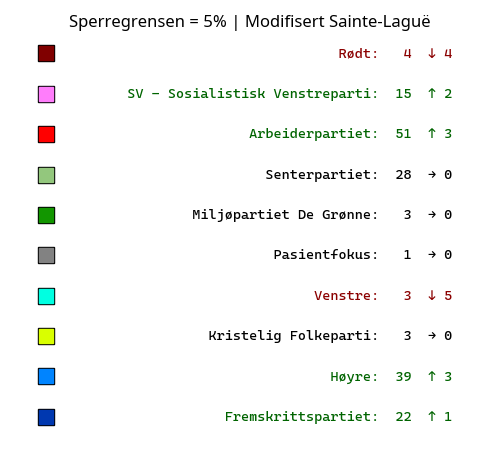 Sperregrensen = 5% | Modifisert Sainte-Laguë
Rødt: 4 ↓ 4
SV – Sosialistisk Venstreparti: 15 ↑ 2
Arbeiderpartiet: 51 ↑ 3
Senterpartiet: 28 → 0
Miljøpartiet De Grønne: 3 → 0
Pasientfokus: 1 → 0
Venstre: 3 ↓ 5
Kristelig Folkeparti: 3 → 0
Høyre: 39 ↑ 3
Fremskrittspartiet: 22 ↑ 1